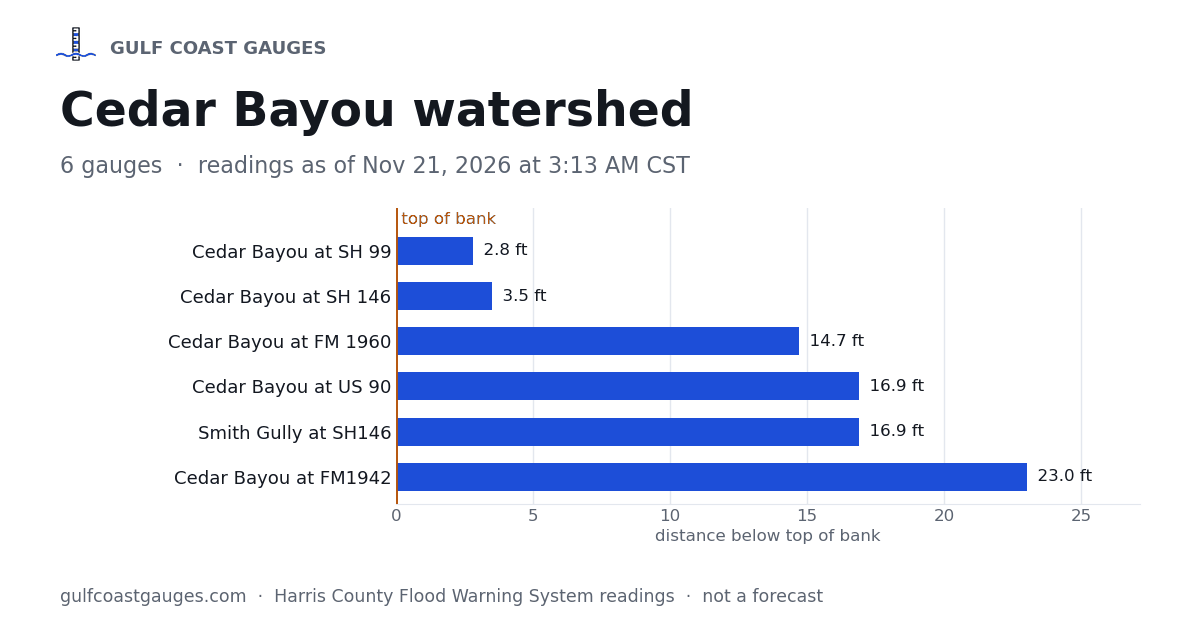 GULF COAST GAUGES
Cedar Bayou watershed
6 gauges · readings as of Nov 21, 2026 at 3:13 AM CST
top of bank
Cedar Bayou at SH 99 2.8 ft
Cedar Bayou at SH 146 3.5 ft
Cedar Bayou at FM 1960 14.7 ft
Cedar Bayou at US 90 16.9 ft
Smith Gully at SH146 16.9 ft
Cedar Bayou at FM1942 23.0 ft
0 5 10 15 20 25
distance below top of bank
gulfcoastgauges.com · Harris County Flood Warning System readings · not a forecast